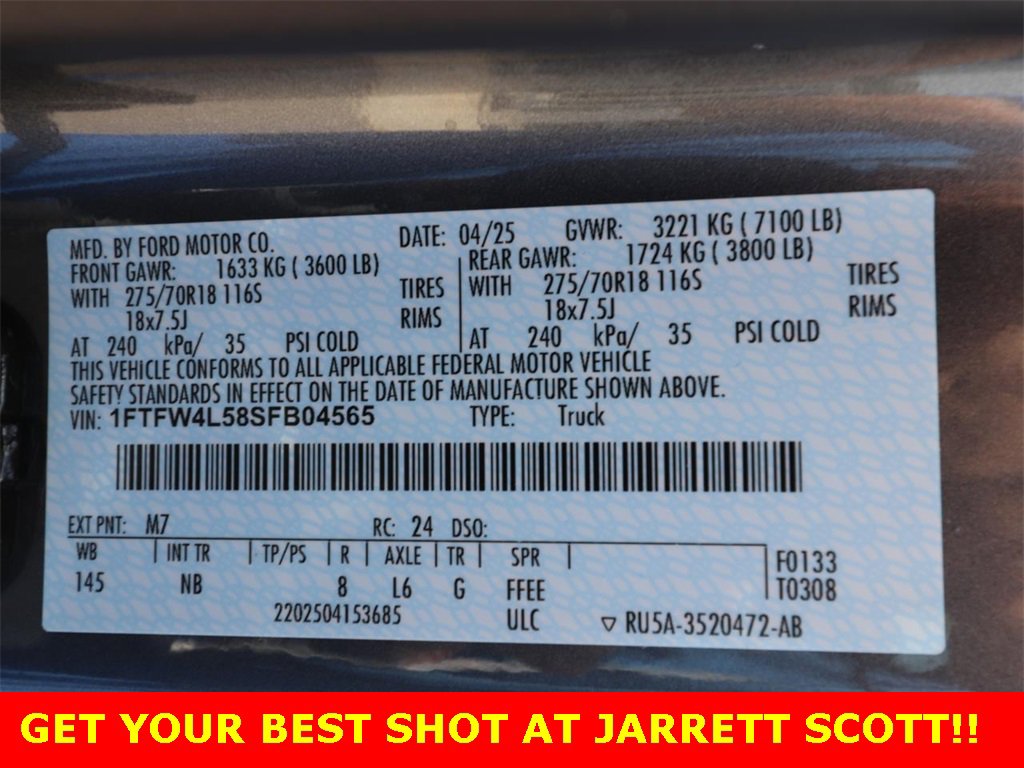 MFD. BY FORD MOTOR CO. DATE: 04/25 GVWR: 3221 KG ( 7100 LB)
FRONT GAWR: 1633 KG ( 3600 LB) REAR GAWR: 1724 KG ( 3800 LB)
WITH 275/70R18 116S TIRES WITH 275/70R18 116S TIRES
18x7.5J RIMS 18x7.5J RIMS
AT 240 kPa/ 35 PSI COLD AT 240 kPa/ 35 PSI COLD
THIS VEHICLE CONFORMS TO ALL APPLICABLE FEDERAL MOTOR VEHICLE
SAFETY STANDARDS IN EFFECT ON THE DATE OF MANUFACTURE SHOWN ABOVE.
VIN: 1FTFW4L58SFB04565 TYPE: Truck
EXT PNT: M7 RC: 24 DSO:
WB INT TR TP/PS R AXLE TR SPR F0133
145 NB 8 L6 G FFEE T0308
2202504153685 ULC ▽ RU5A-3520472-AB
GET YOUR BEST SHOT AT JARRETT SCOTT!!